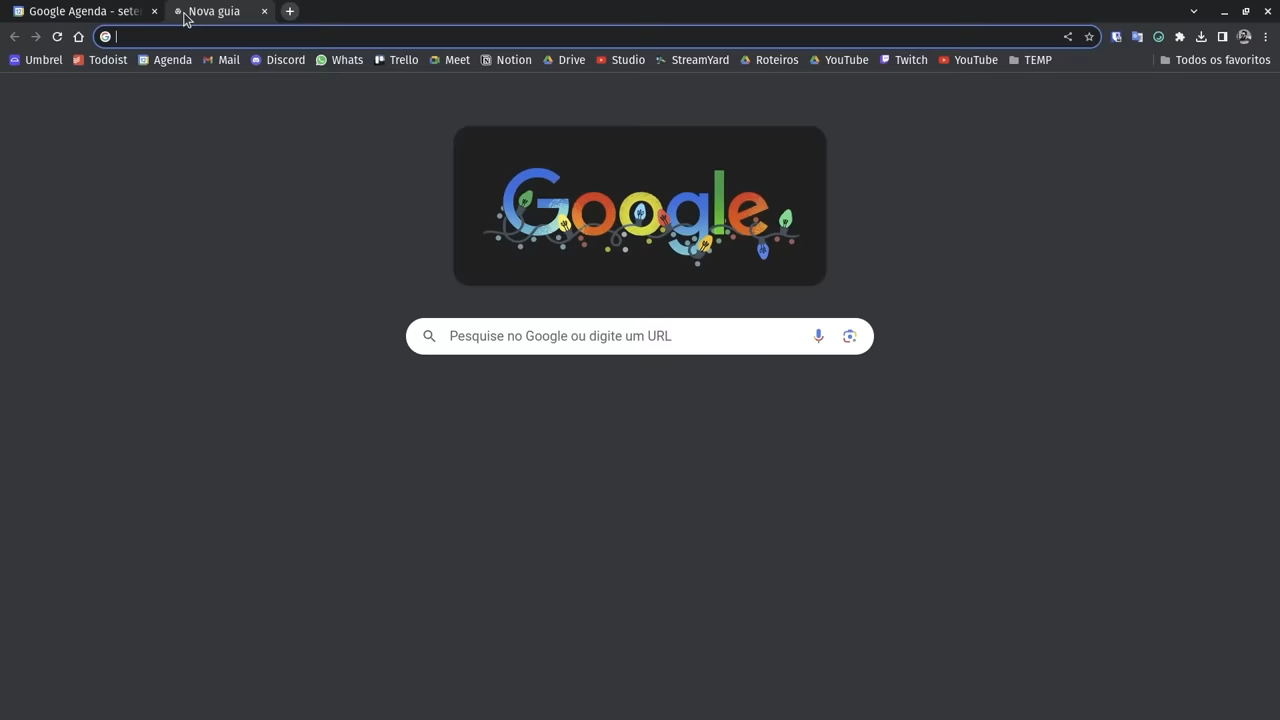 Google Agenda - sete
Nova guia
Umbrel Todoist Agenda Mail Discord Whats Trello Meet Notion Drive Studio StreamYard Roteiros YouTube Twitch YouTube TEMP Todos os favoritos
Google
Pesquise no Google ou digite um URL